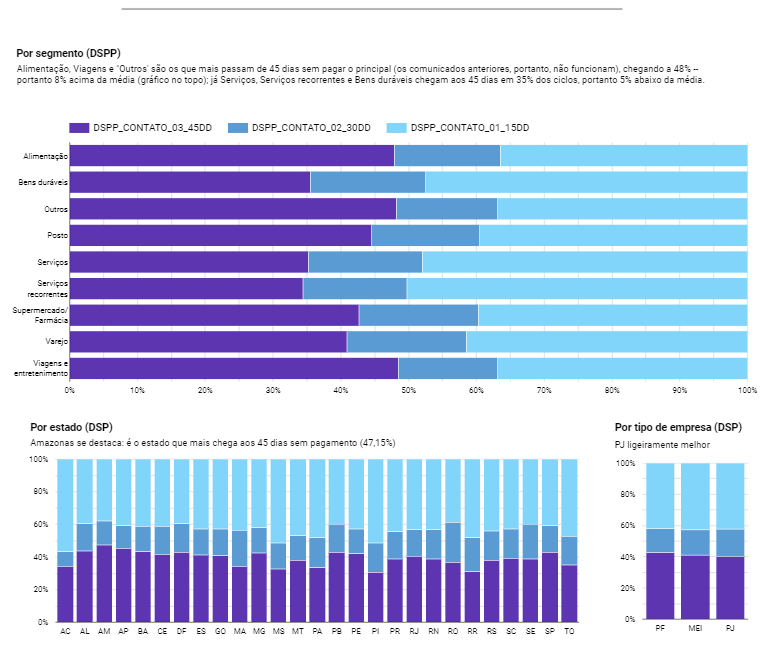 Por segmento (DSPP)
Alimentação, Viagens e "Outros' são os que mais passam de 45 dias sem pagar o principal (os comunicados anteriores, portanto, não funcionam), chegando a 48% --
portanto 8% acima da média (gráfico no topo); já Serviços, Serviços recorrentes e Bens duráveis chegam aos 45 dias em 35% dos ciclos, portanto 5% abaixo da média.
DSPP_CONTATO_03_45DD DSPP_CONTATO_02_30DD DSPP_CONTATO_01_15DD
Alimentação
Bens duráveis
Outros
Posto
Serviços
Serviços
recorrentes
Supermercado/
Farmácia
Varejo
Viagens e
entretenimento
0% 10% 20% 30% 40% 50% 60% 70% 80% 90% 100%
Por estado (DSP)
Amazonas se destaca: é o estado que mais chega aos 45 dias sem pagamento (47,15%)
100%
80%
60%
40%
20%
0%
AC AL AM AP BA CE DF ES GO MA MG MS MT PA PB PE PI PR RJ RN RO RR RS SC SE SP TO
Por tipo de empresa (DSP)
PJ ligeiramente melhor
100%
80%
60%
40%
20%
0%
PF MEI PJ